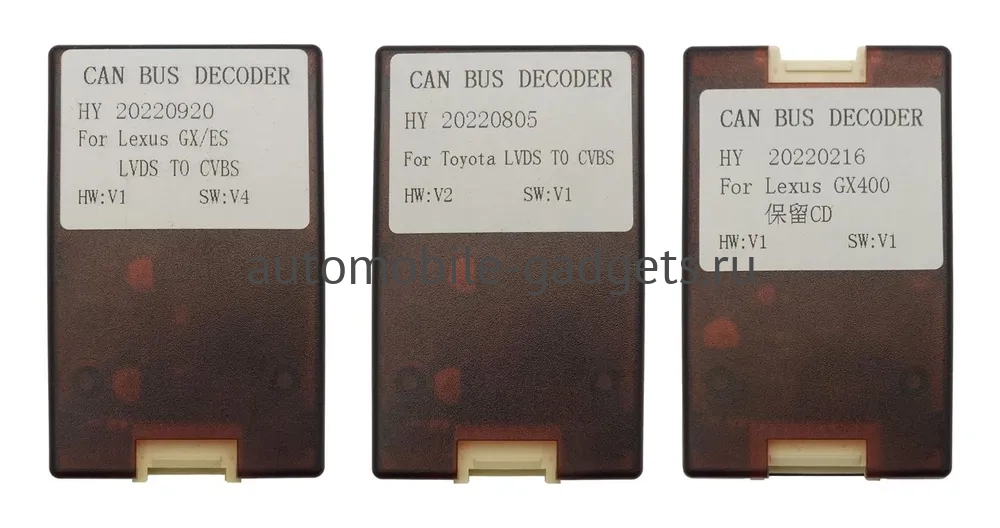 CAN BUS DECODER
HY 20220920
For Lexus GX/ES
LVDS TO CVBS
HW:V1 SW:V4
CAN BUS DECODER
HY 20220805
For Toyota LVDS TO CVBS
HW:V2 SW:V1
CAN BUS DECODER
HY 20220216
For Lexus GX400
保留CD
HW:V1 SW:V1
automobile-gadgets.ru